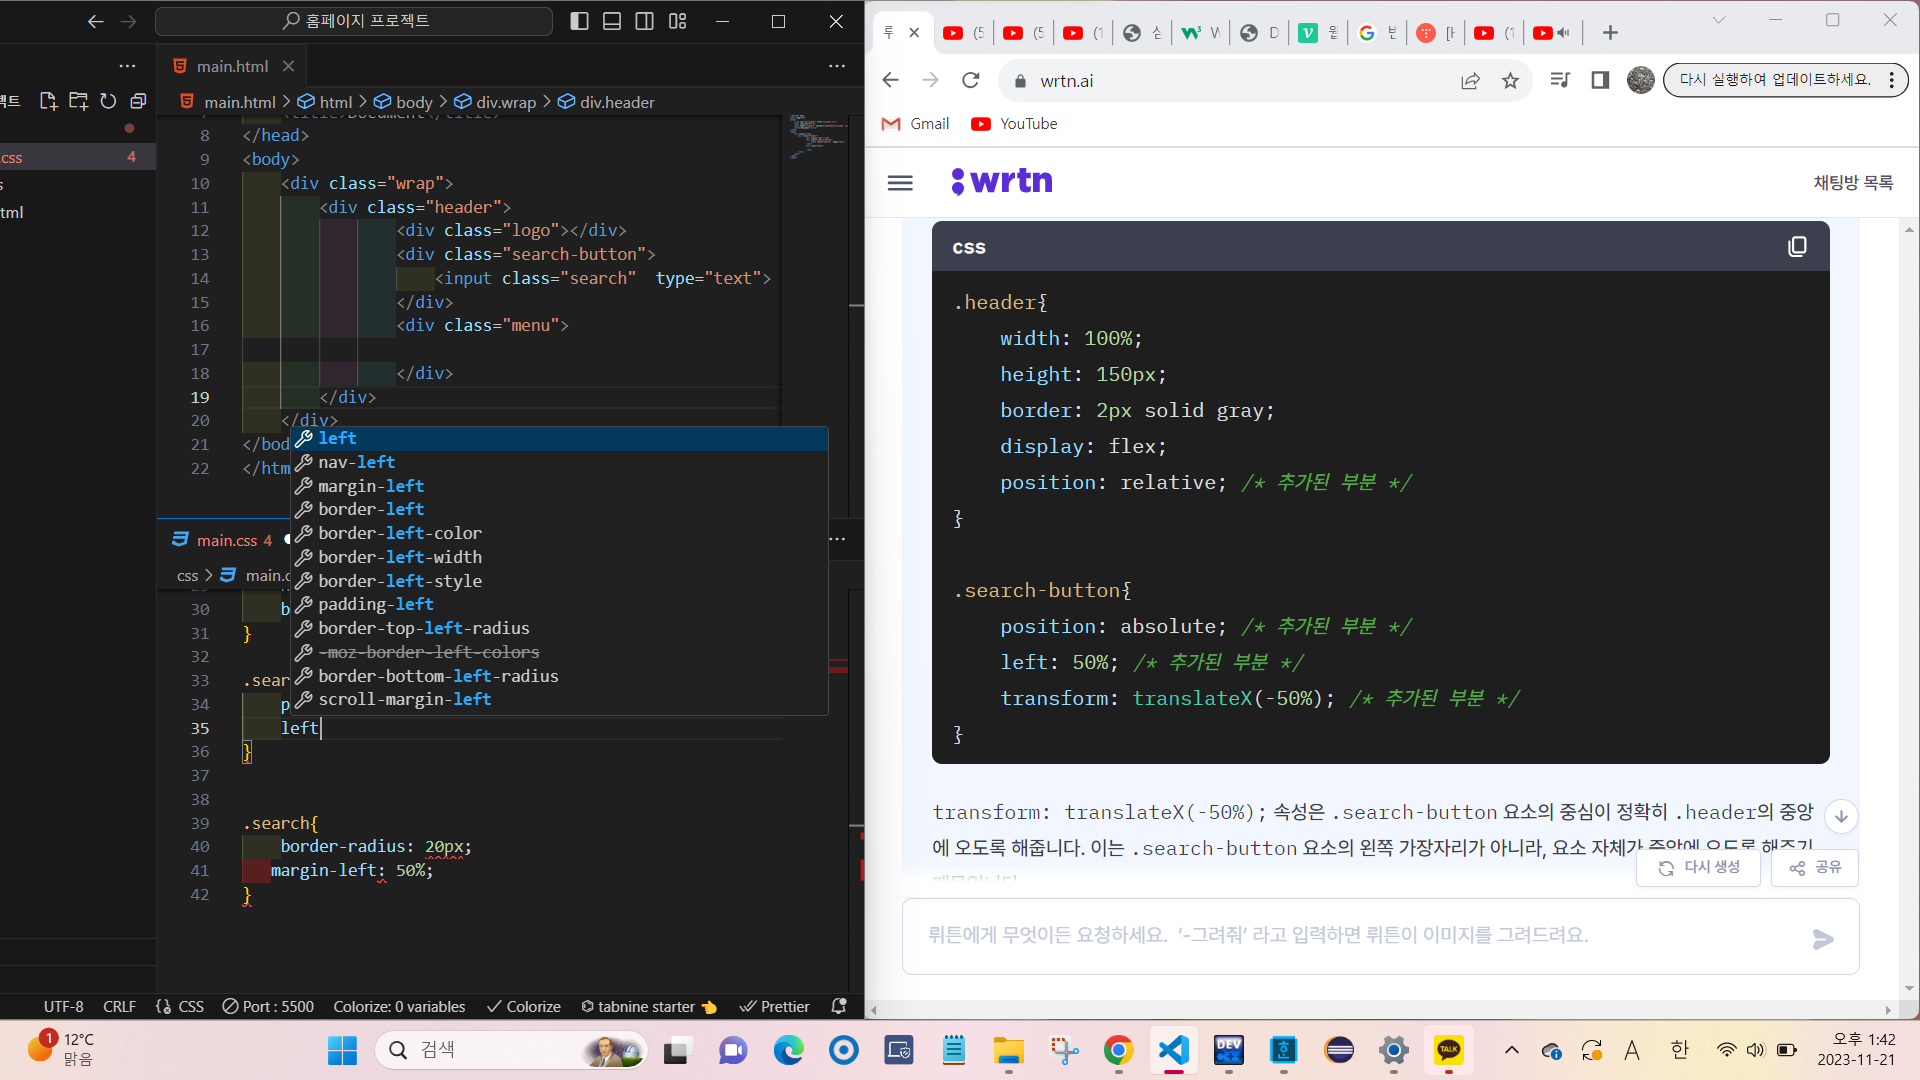 홈페이지 프로젝트
main.html
main.html > html > body > div.wrap > div.header
.css 4
8 </head>
9 <body>
10 <div class="wrap">
11 <div class="header">
12 <div class="logo"></div>
13 <div class="search-button">
14 <input class="search"  type="text">
15 </div>
16 <div class="menu">
17
18 </div>
19 </div>
20 </div>
21 </bod
22 </htm
left
nav-left
margin-left
border-left
border-left-color
border-left-width
border-left-style
padding-left
border-top-left-radius
-moz-border-left-colors
border-bottom-left-radius
scroll-margin-left
main.css 4
css > main.c
30 b
31 }
32
33 .sear
34 p
35 left
36 }
37
38
39 .search{
40 border-radius: 20px;
41 margin-left: 50%;
42 }
UTF-8 CRLF {} CSS Port : 5500 Colorize: 0 variables Colorize tabnine starter Prettier
루
wrtn.ai
다시 실행하여 업데이트하세요.
Gmail YouTube
wrtn
채팅방 목록
css
.header{
width: 100%;
height: 150px;
border: 2px solid gray;
display: flex;
position: relative; /* 추가된 부분 */
}
.search-button{
position: absolute; /* 추가된 부분 */
left: 50%; /* 추가된 부분 */
transform: translateX(-50%); /* 추가된 부분 */
}
transform: translateX(-50%); 속성은 .search-button 요소의 중심이 정확히 .header의 중앙
에 오도록 해줍니다. 이는 .search-button 요소의 왼쪽 가장자리가 아니라, 요소 자체가 중앙에 오도록 해주기
다시 생성 공유
뤼튼에게 무엇이든 요청하세요. ‘-그려줘’ 라고 입력하면 뤼튼이 이미지를 그려드려요.
1
12°C
맑음
검색
DEV
TALK
A 한
오후 1:42
2023-11-21